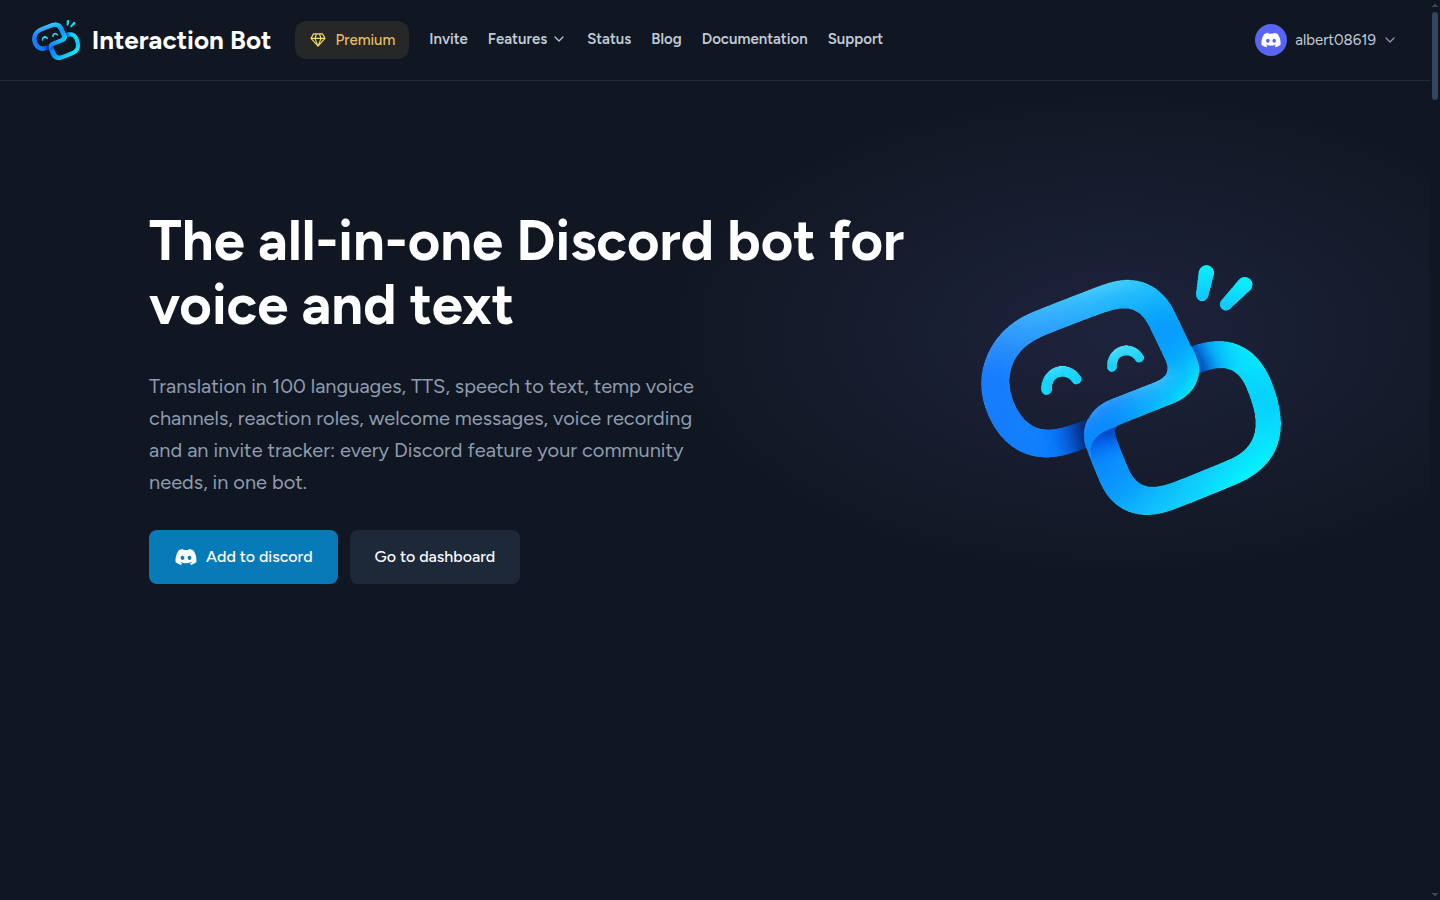 Interaction Bot
Premium
Invite
Features
Status
Blog
Documentation
Support
albert08619
The all-in-one Discord bot for
voice and text
Translation in 100 languages, TTS, speech to text, temp voice
channels, reaction roles, welcome messages, voice recording
and an invite tracker: every Discord feature your community
needs, in one bot.
Add to discord
Go to dashboard